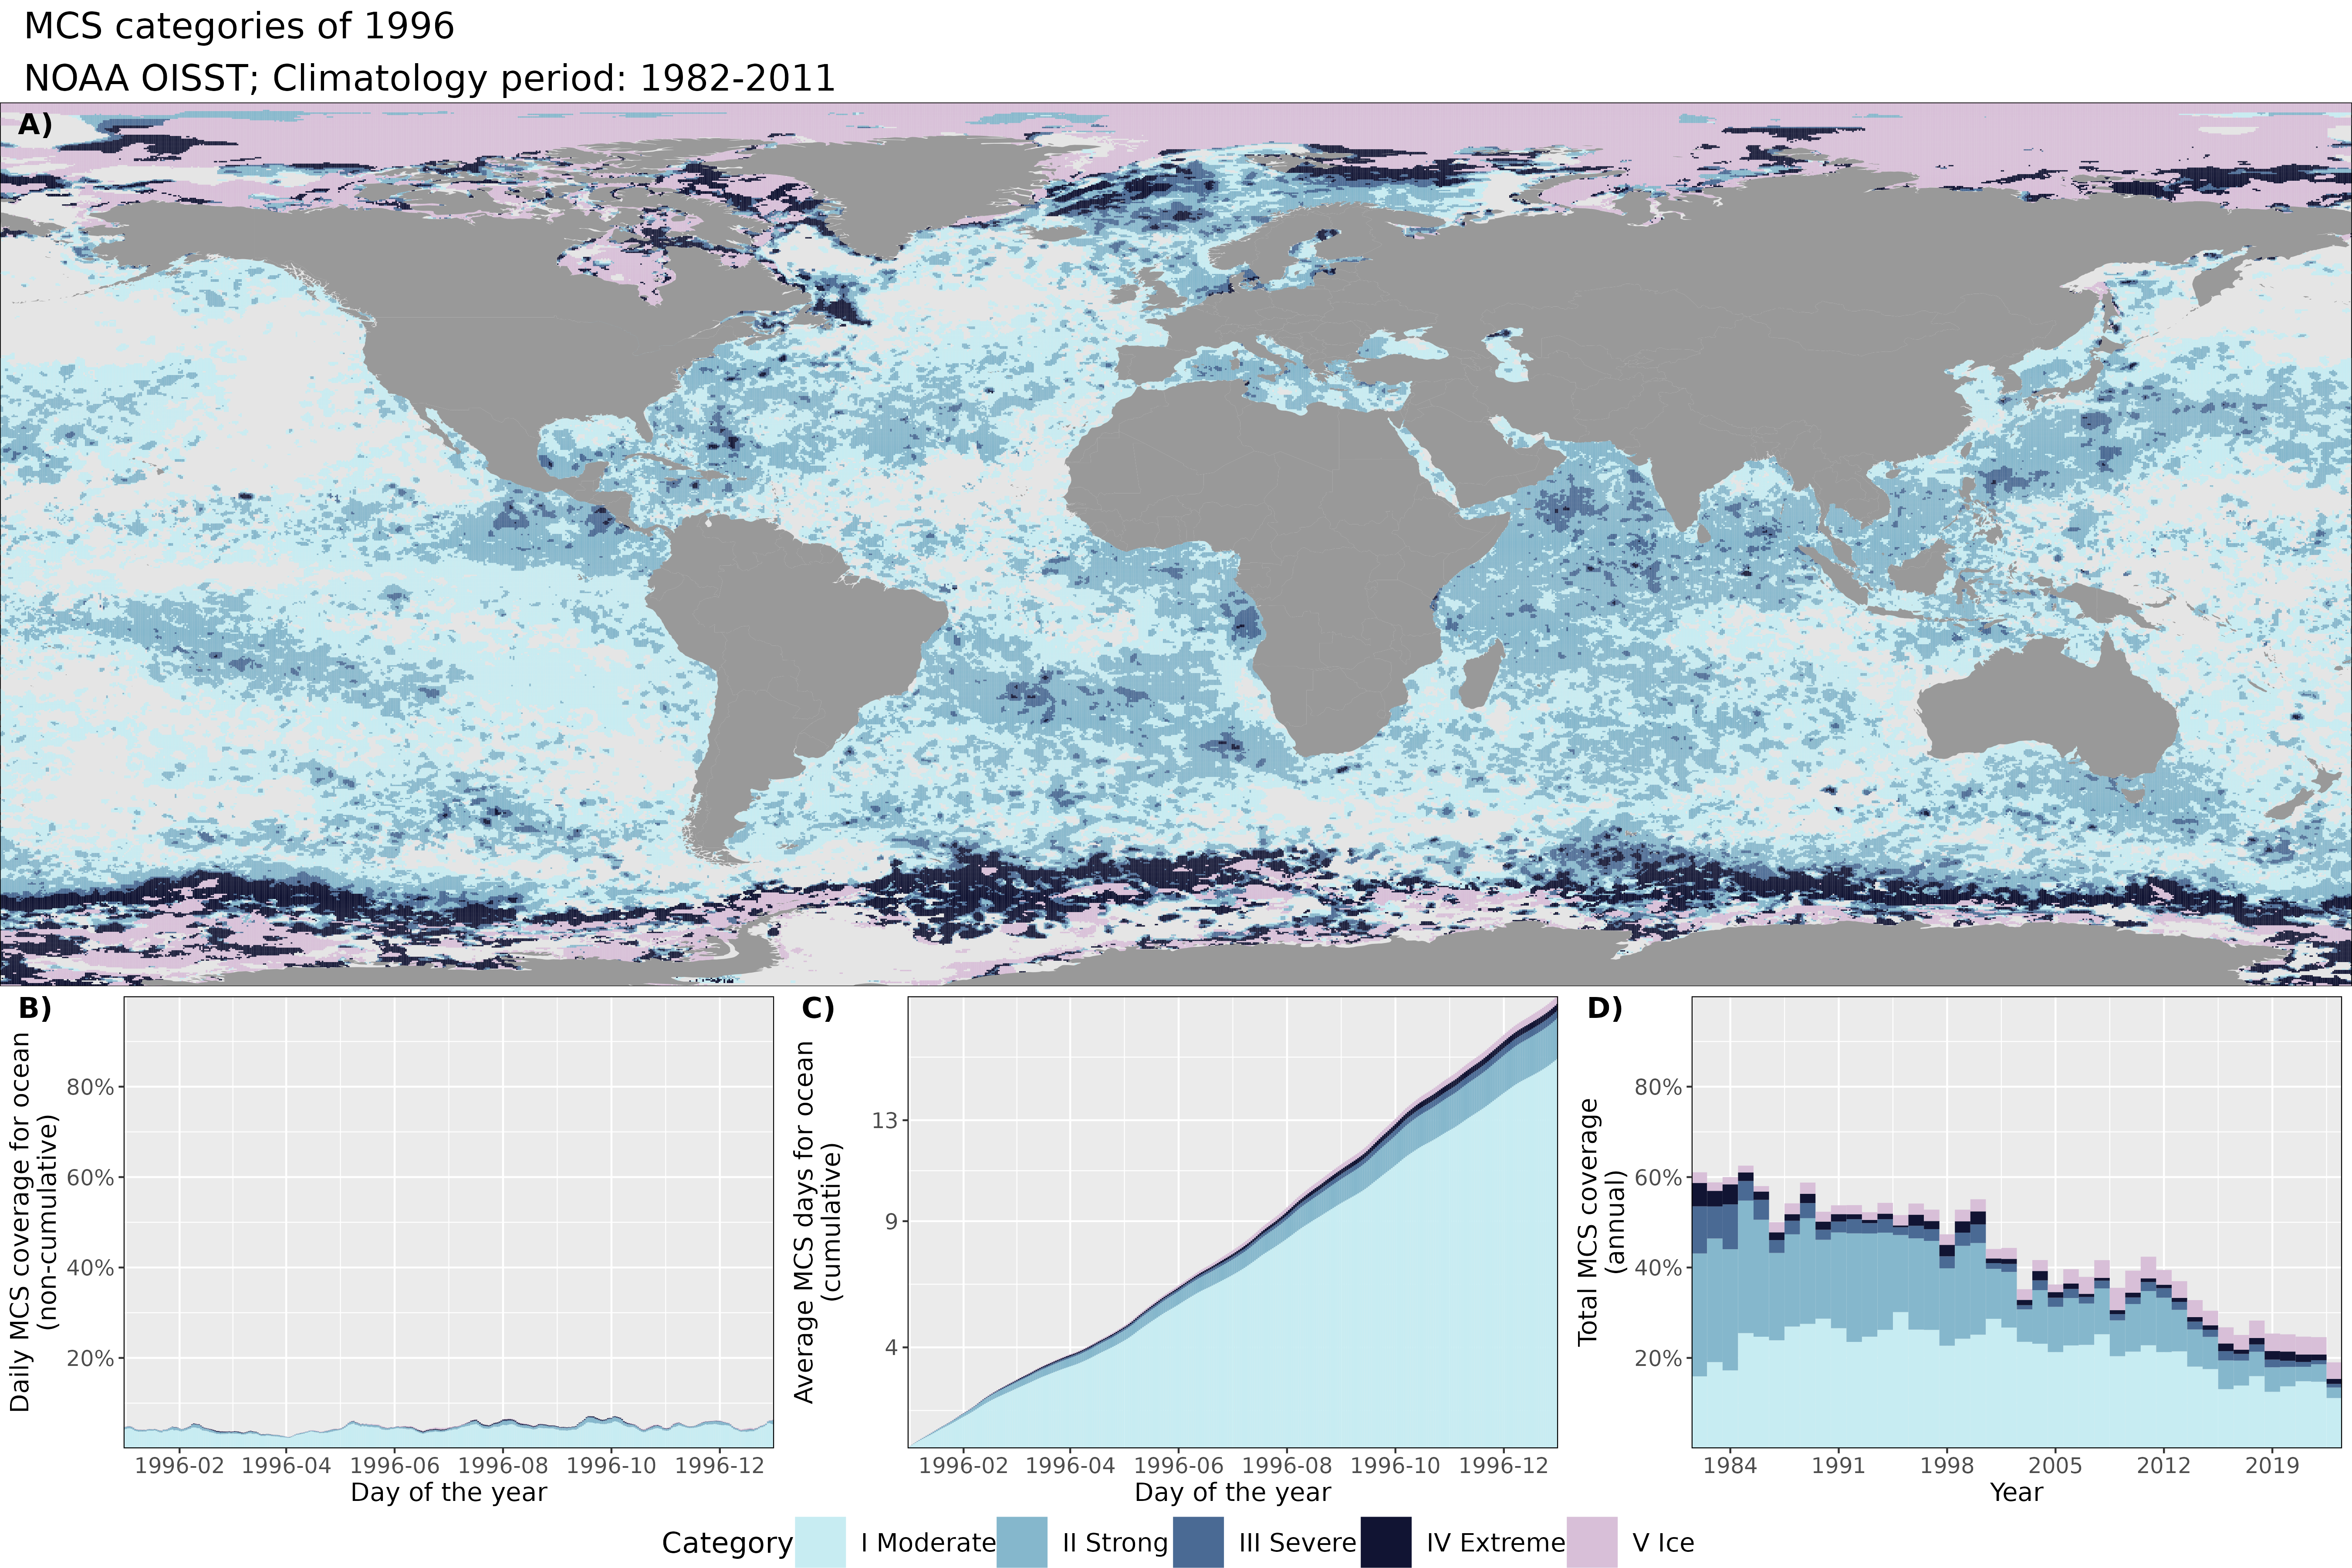 MCS categories of 1996
NOAA OISST; Climatology period: 1982-2011
A)
B)
Daily MCS coverage for ocean
(non-cumulative)
80%
60%
40%
20%
1996-02 1996-04 1996-06 1996-08 1996-10 1996-12
Day of the year
C)
Average MCS days for ocean
(cumulative)
13
9
4
1996-02 1996-04 1996-06 1996-08 1996-10 1996-12
Day of the year
D)
Total MCS coverage
(annual)
80%
60%
40%
20%
1984 1991 1998 2005 2012 2019
Year
Category I Moderate II Strong III Severe IV Extreme V Ice